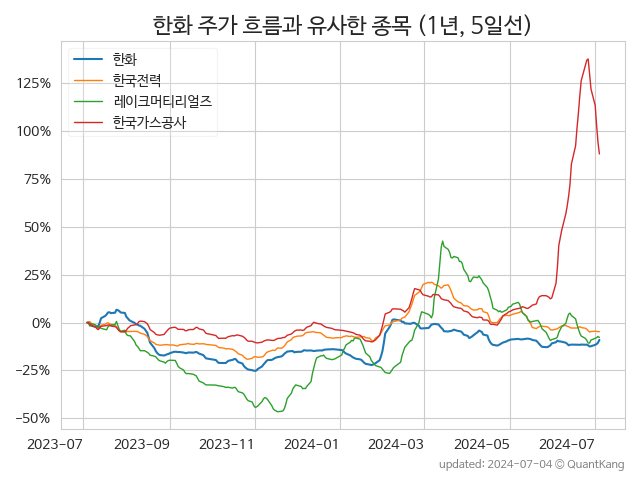 한화 주가 흐름과 유사한 종목 (1년, 5일선)
한화
한국전력
레이크머티리얼즈
한국가스공사
125%
100%
75%
50%
25%
0%
−25%
−50%
2023-07 2023-09 2023-11 2024-01 2024-03 2024-05 2024-07
updated: 2024-07-04 @ QuantKang